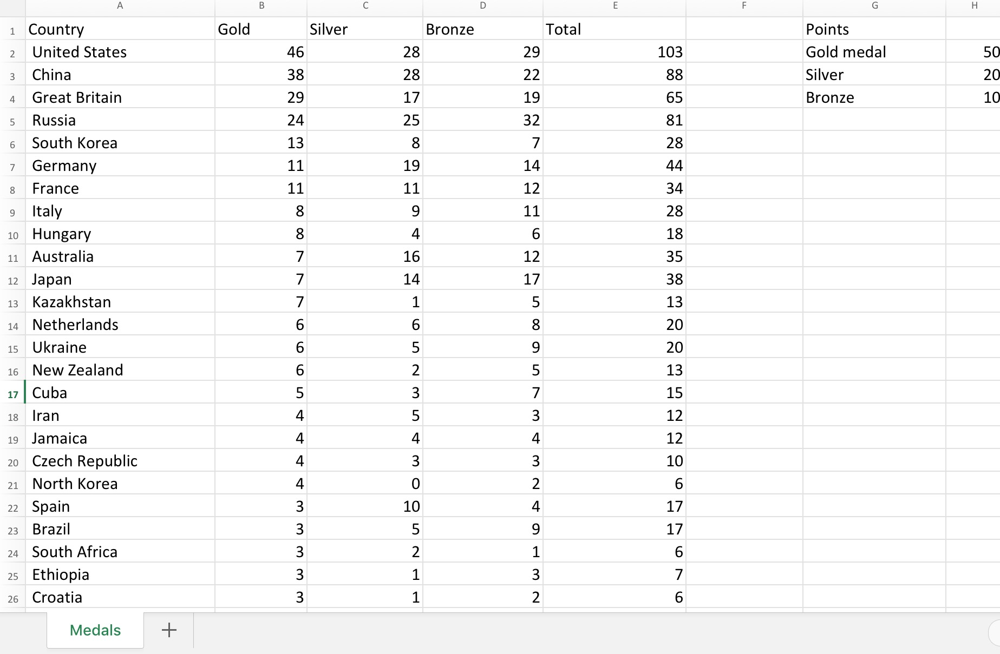 A B C D E F G H
1 Country Gold Silver Bronze Total Points
2 United States 46 28 29 103 Gold medal 50
3 China 38 28 22 88 Silver 20
4 Great Britain 29 17 19 65 Bronze 10
5 Russia 24 25 32 81
6 South Korea 13 8 7 28
7 Germany 11 19 14 44
8 France 11 11 12 34
9 Italy 8 9 11 28
10 Hungary 8 4 6 18
11 Australia 7 16 12 35
12 Japan 7 14 17 38
13 Kazakhstan 7 1 5 13
14 Netherlands 6 6 8 20
15 Ukraine 6 5 9 20
16 New Zealand 6 2 5 13
17 Cuba 5 3 7 15
18 Iran 4 5 3 12
19 Jamaica 4 4 4 12
20 Czech Republic 4 3 3 10
21 North Korea 4 0 2 6
22 Spain 3 10 4 17
23 Brazil 3 5 9 17
24 South Africa 3 2 1 6
25 Ethiopia 3 1 3 7
26 Croatia 3 1 2 6
Medals